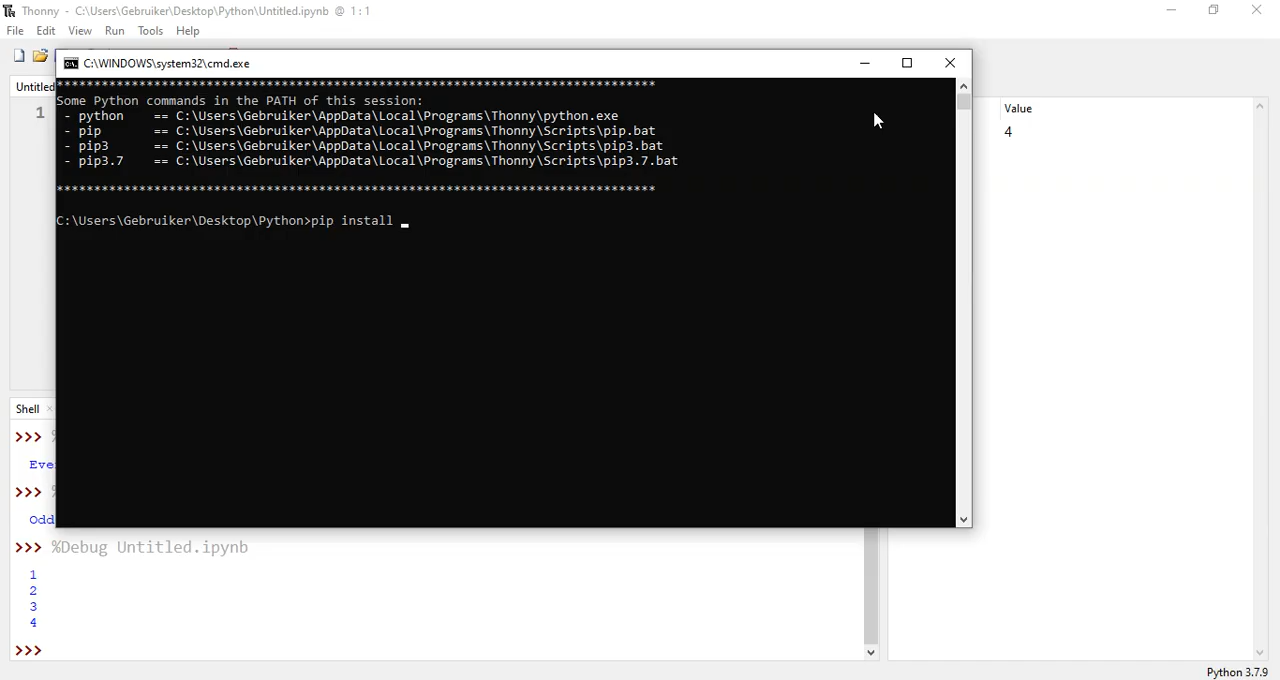 Thonny - C:\Users\Gebruiker\Desktop\Python\Untitled.ipynb @ 1:1
File Edit View Run Tools Help
C:\WINDOWS\system32\cmd.exe
Untitled
1
********************************************************************************
Some Python commands in the PATH of this session:
- python == C:\Users\Gebruiker\AppData\Local\Programs\Thonny\python.exe
- pip == C:\Users\Gebruiker\AppData\Local\Programs\Thonny\Scripts\pip.bat
- pip3 == C:\Users\Gebruiker\AppData\Local\Programs\Thonny\Scripts\pip3.bat
- pip3.7 == C:\Users\Gebruiker\AppData\Local\Programs\Thonny\Scripts\pip3.7.bat
********************************************************************************
C:\Users\Gebruiker\Desktop\Python>pip install _
Value
4
Shell
>>> %
Eve
>>> %
Odd
>>> %Debug Untitled.ipynb
1
2
3
4
>>>
Python 3.7.9